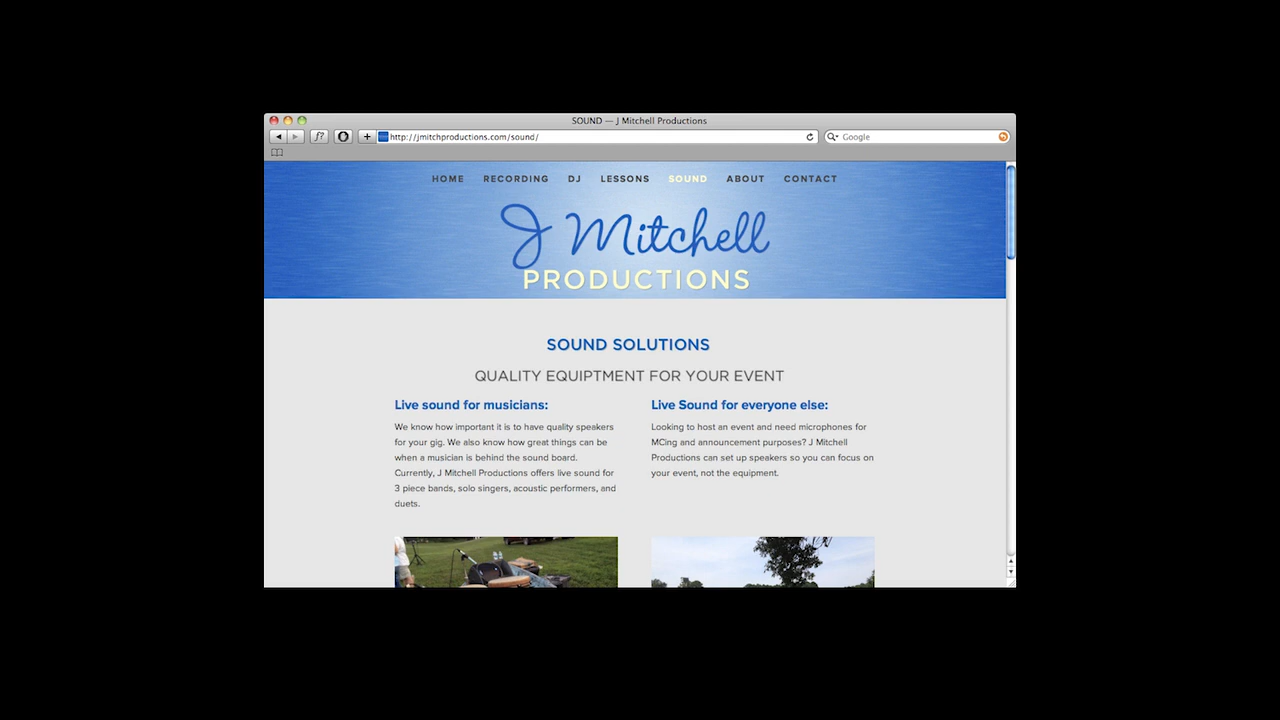 SOUND — J Mitchell Productions
http://jmitchproductions.com/sound/
Google
HOME RECORDING DJ LESSONS SOUND ABOUT CONTACT
J Mitchell
PRODUCTIONS
SOUND SOLUTIONS
QUALITY EQUIPTMENT FOR YOUR EVENT
Live sound for musicians:
We know how important it is to have quality speakers
for your gig. We also know how great things can be
when a musician is behind the sound board.
Currently, J Mitchell Productions offers live sound for
3 piece bands, solo singers, acoustic performers, and
duets.
Live Sound for everyone else:
Looking to host an event and need microphones for
MCing and announcement purposes? J Mitchell
Productions can set up speakers so you can focus on
your event, not the equipment.